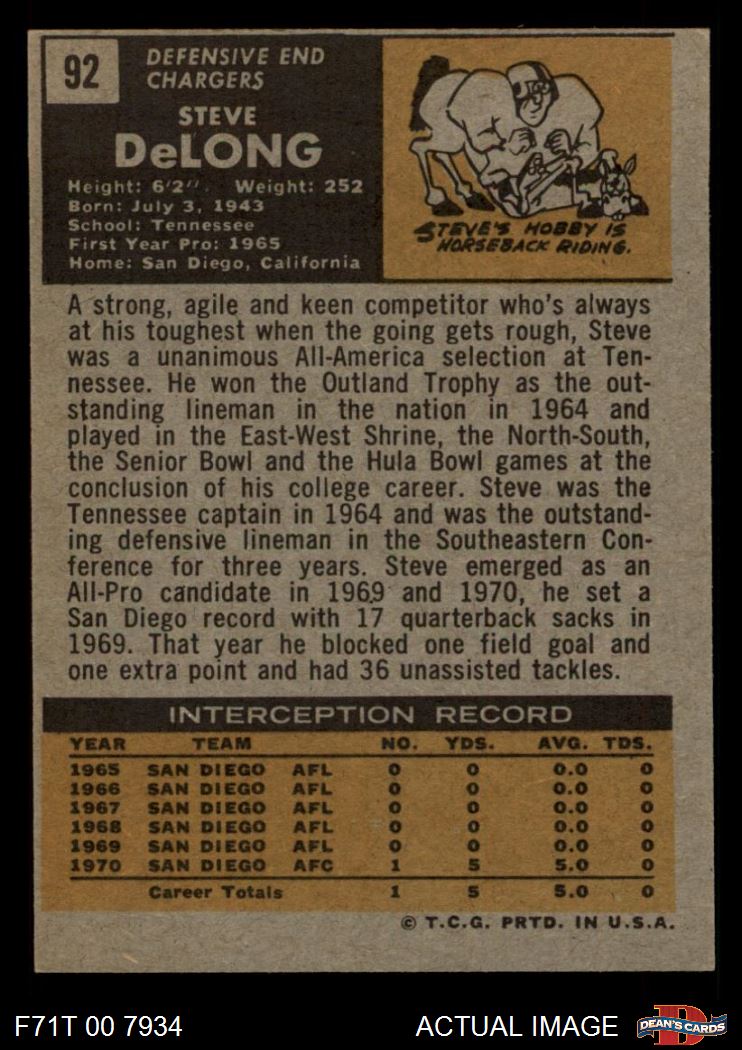 92
DEFENSIVE END
CHARGERS
STEVE
DeLONG
Height: 6'2". Weight: 252
Born: July 3, 1943
School: Tennessee
First Year Pro: 1965
Home: San Diego, California
STEVE'S HOBBY IS
HORSEBACK RIDING.
A strong, agile and keen competitor who's always
at his toughest when the going gets rough, Steve
was a unanimous All-America selection at Ten-
nessee. He won the Outland Trophy as the out-
standing lineman in the nation in 1964 and
played in the East-West Shrine, the North-South,
the Senior Bowl and the Hula Bowl games at the
conclusion of his college career. Steve was the
Tennessee captain in 1964 and was the outstand-
ing defensive lineman in the Southeastern Con-
ference for three years. Steve emerged as an
All-Pro candidate in 1969 and 1970, he set a
San Diego record with 17 quarterback sacks in
1969. That year he blocked one field goal and
one extra point and had 36 unassisted tackles.
INTERCEPTION RECORD
YEAR TEAM NO. YDS. AVG. TDS.
1965 SAN DIEGO AFL 0 0 0.0 0
1966 SAN DIEGO AFL 0 0 0.0 0
1967 SAN DIEGO AFL 0 0 0.0 0
1968 SAN DIEGO AFL 0 0 0.0 0
1969 SAN DIEGO AFL 0 0 0.0 0
1970 SAN DIEGO AFC 1 5 5.0 0
Career Totals 1 5 5.0 0
© T.C.G. PRTD. IN U.S.A.
F71T 00 7934 ACTUAL IMAGE
DEAN'S CARDS